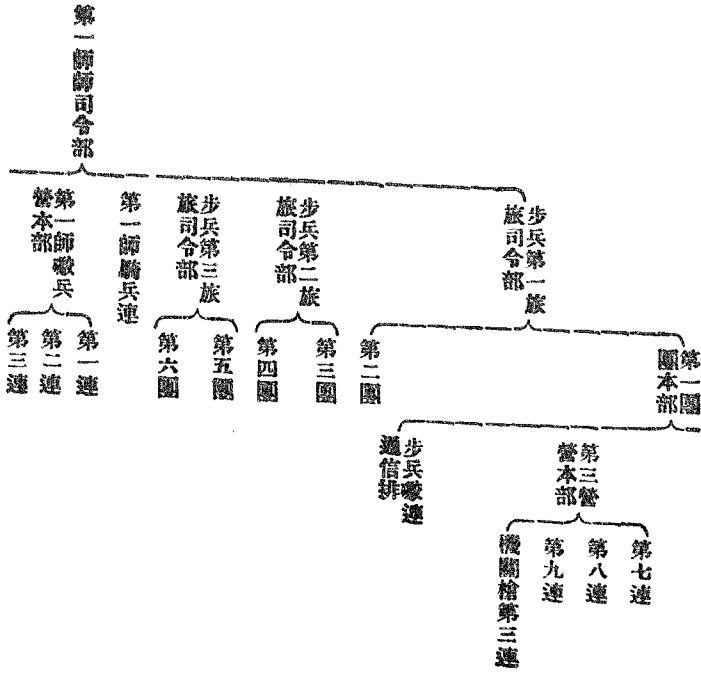 第一師師司令部
步兵第一旅
旅司令部
第一團
團本部
第三營
營本部
第七連
第八連
第九連
機關槍第三連
步兵礮連
通信排
第二團
步兵第二旅
旅司令部
第三團
第四團
步兵第三旅
旅司令部
第五團
第六團
第一師騎兵連
第一師礮兵
營本部
第一連
第二連
第三連